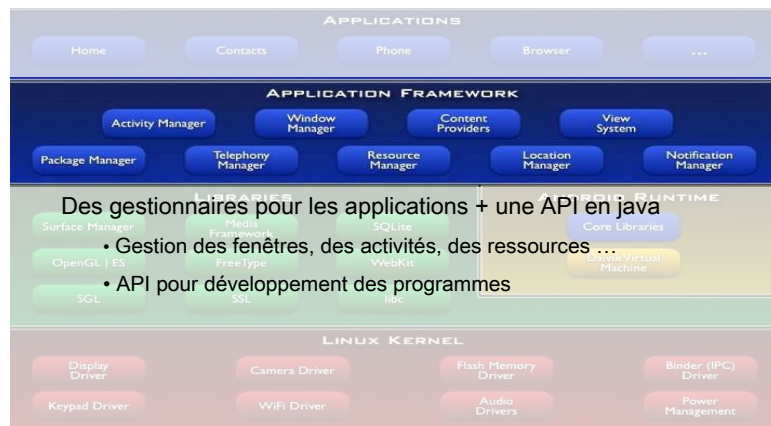 APPLICATIONS
Home Contacts Phone Browser ...
APPLICATION FRAMEWORK
Activity Manager Window Manager Content Providers View System
Package Manager Telephony Manager Resource Manager Location Manager Notification Manager
LIBRARIES ANDROID RUNTIME
Des gestionnaires pour les applications + une API en java
Surface Manager Media Framework SQLite Core Libraries
• Gestion des fenêtres, des activités, des ressources …
OpenGL | ES FreeType WebKit Dalvik Virtual Machine
• API pour développement des programmes
SGL SSL libc
LINUX KERNEL
Display Driver Camera Driver Flash Memory Driver Binder (IPC) Driver
Keypad Driver WiFi Driver Audio Drivers Power Management